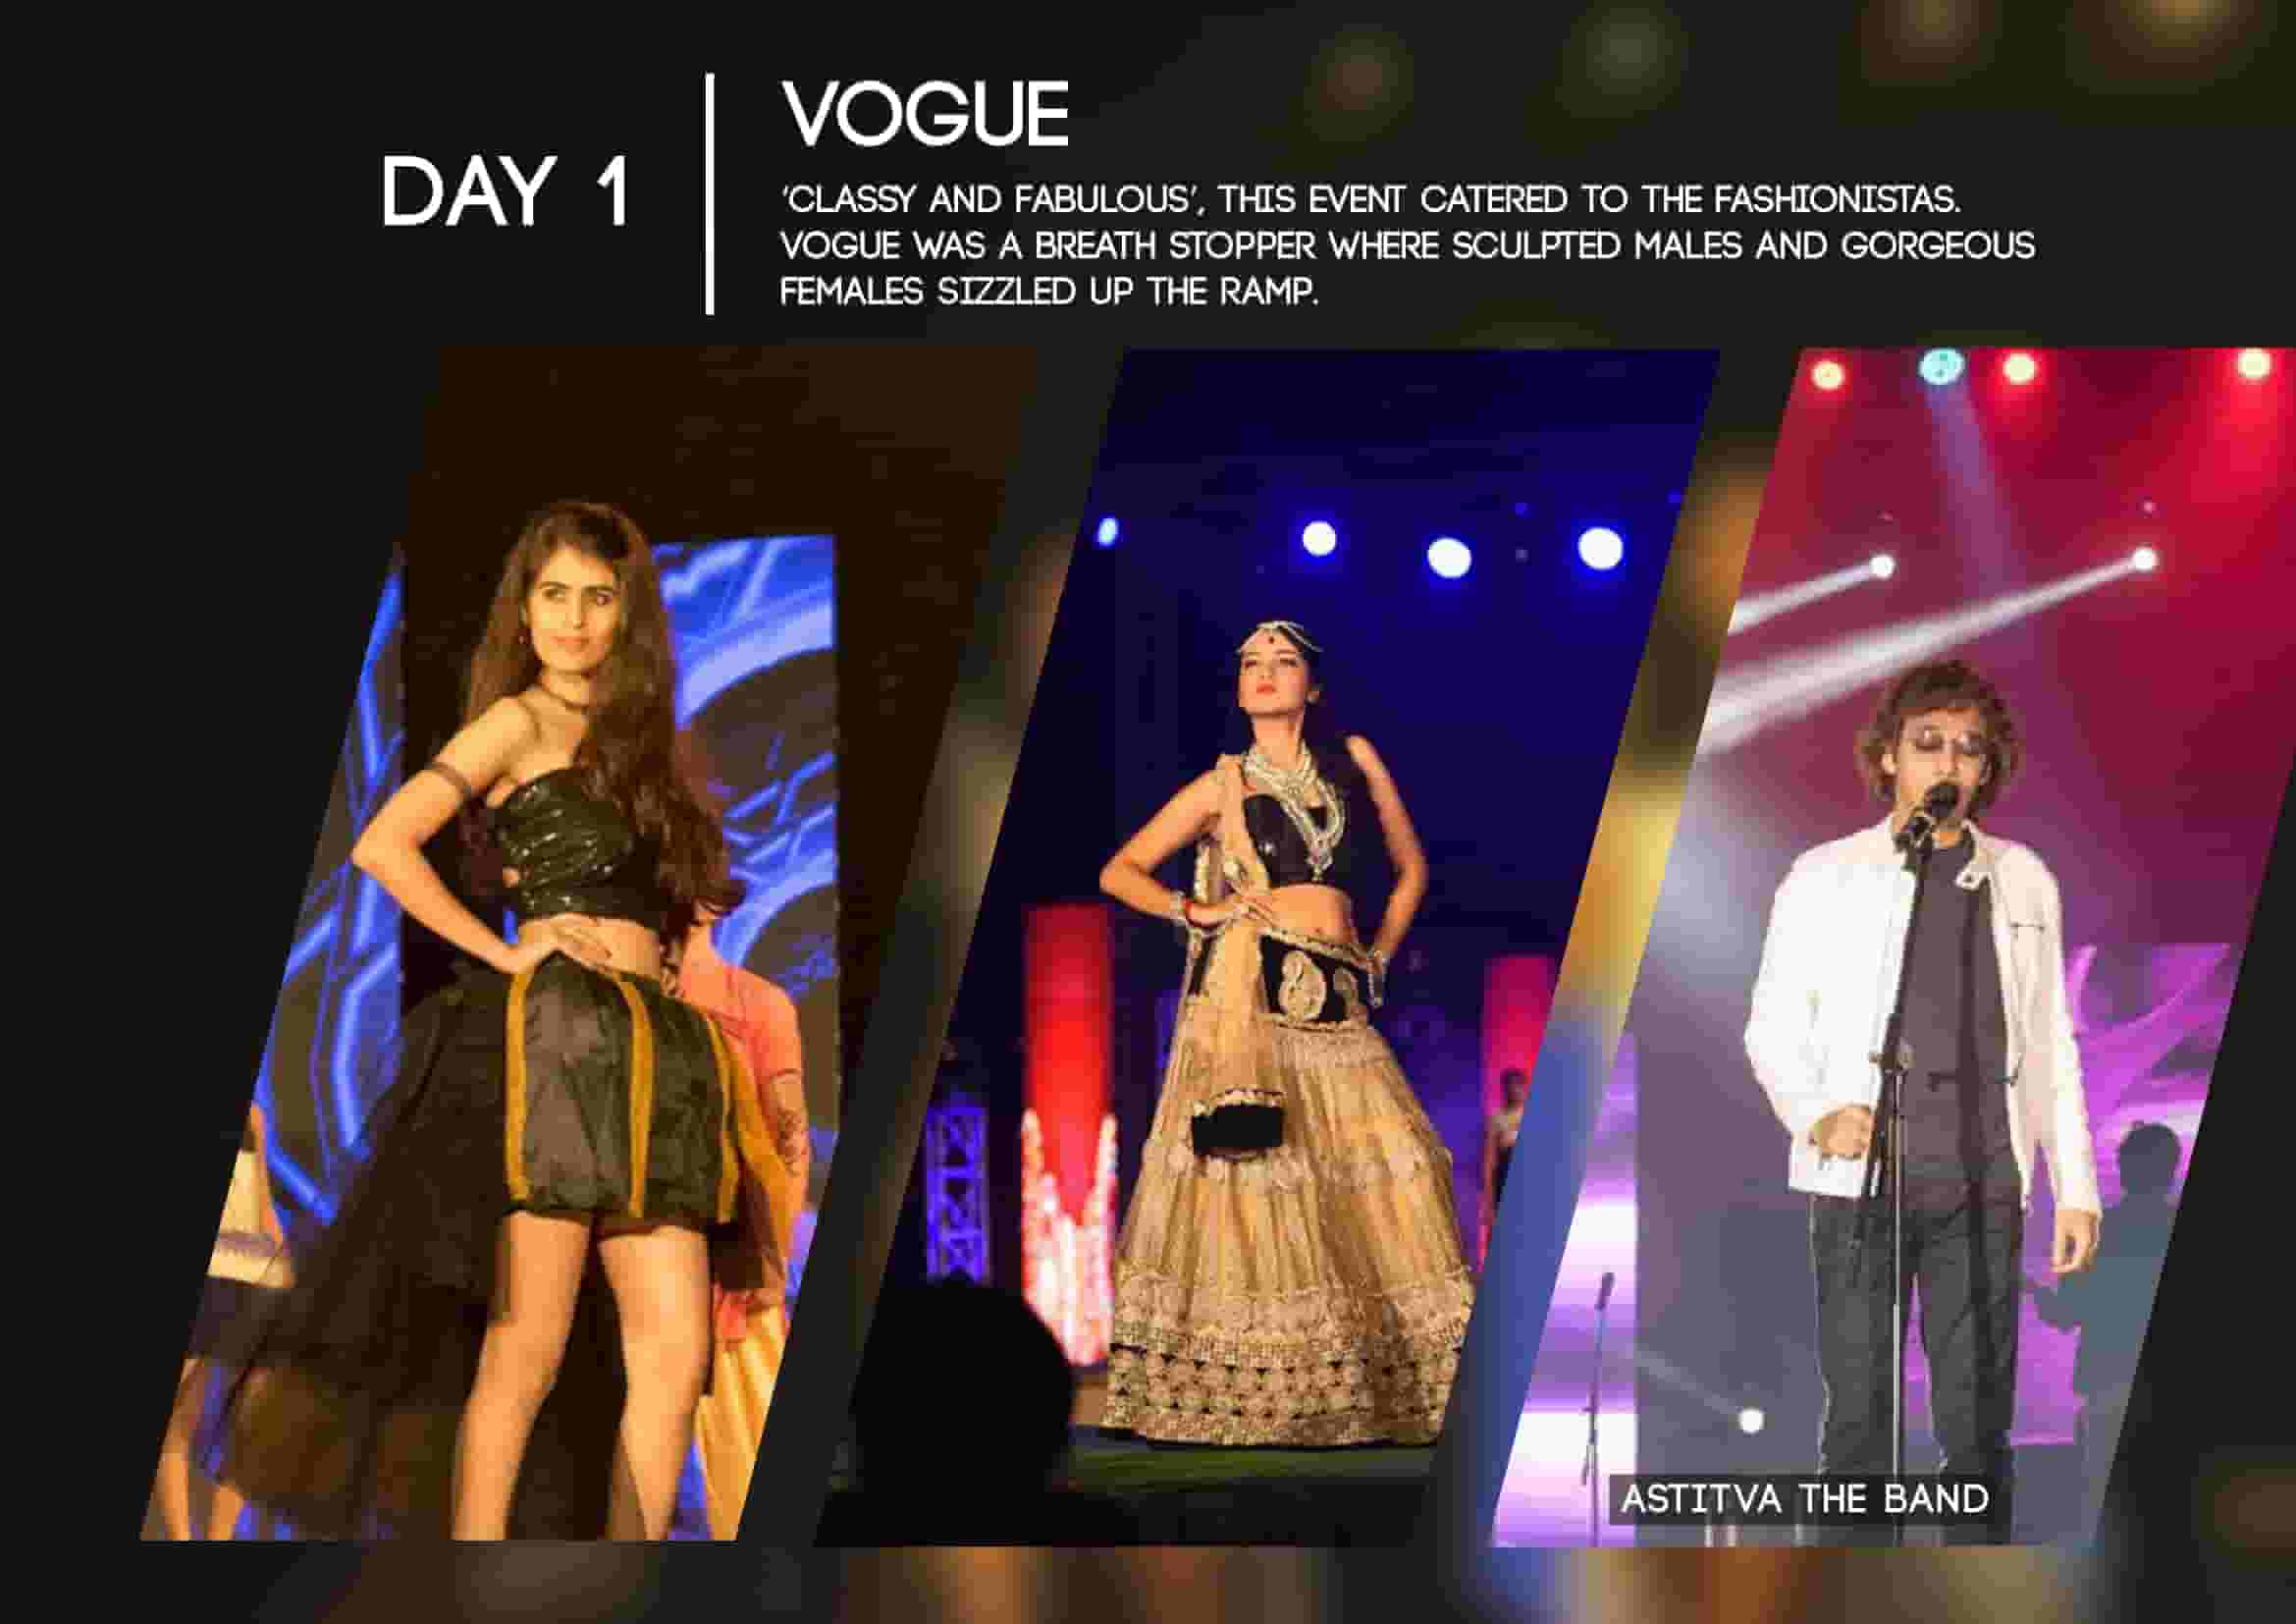 DAY 1
VOGUE
'CLASSY AND FABULOUS', THIS EVENT CATERED TO THE FASHIONISTAS.
VOGUE WAS A BREATH STOPPER WHERE SCULPTED MALES AND GORGEOUS
FEMALES SIZZLED UP THE RAMP.
ASTITVA THE BAND